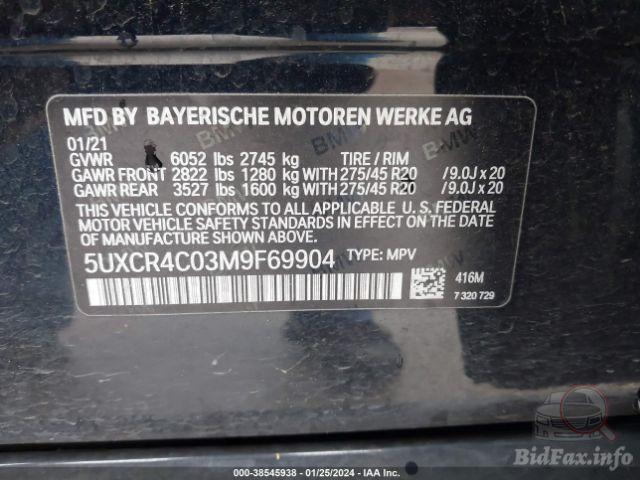 MFD BY BAYERISCHE MOTOREN WERKE AG
01/21
GVWR 6052 lbs 2745 kg TIRE / RIM
GAWR FRONT 2822 lbs 1280 kg WITH 275/45 R20 /9.0J x 20
GAWR REAR 3527 lbs 1600 kg WITH 275/45 R20 /9.0J x 20
THIS VEHICLE CONFORMS TO ALL APPLICABLE U. S. FEDERAL
MOTOR VEHICLE SAFETY STANDARDS IN EFFECT ON THE DATE
OF MANUFACTURE SHOWN ABOVE.
5UXCR4C03M9F69904 TYPE: MPV
416M
7 320 729
000-38545938 - 01/25/2024 - IAA Inc.
BidFax.info